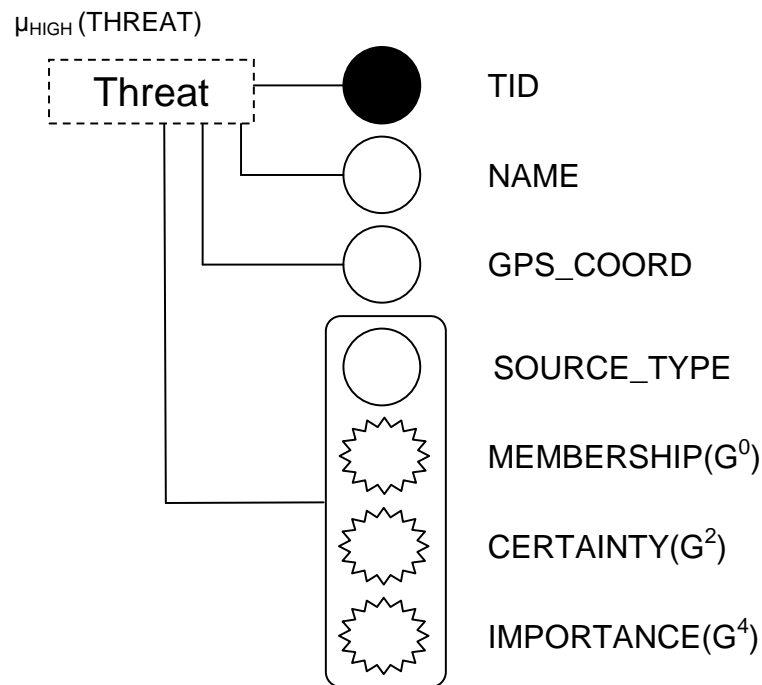 μHIGH (THREAT)
Threat
TID
NAME
GPS_COORD
SOURCE_TYPE
MEMBERSHIP(G⁰)
CERTAINTY(G²)
IMPORTANCE(G⁴)